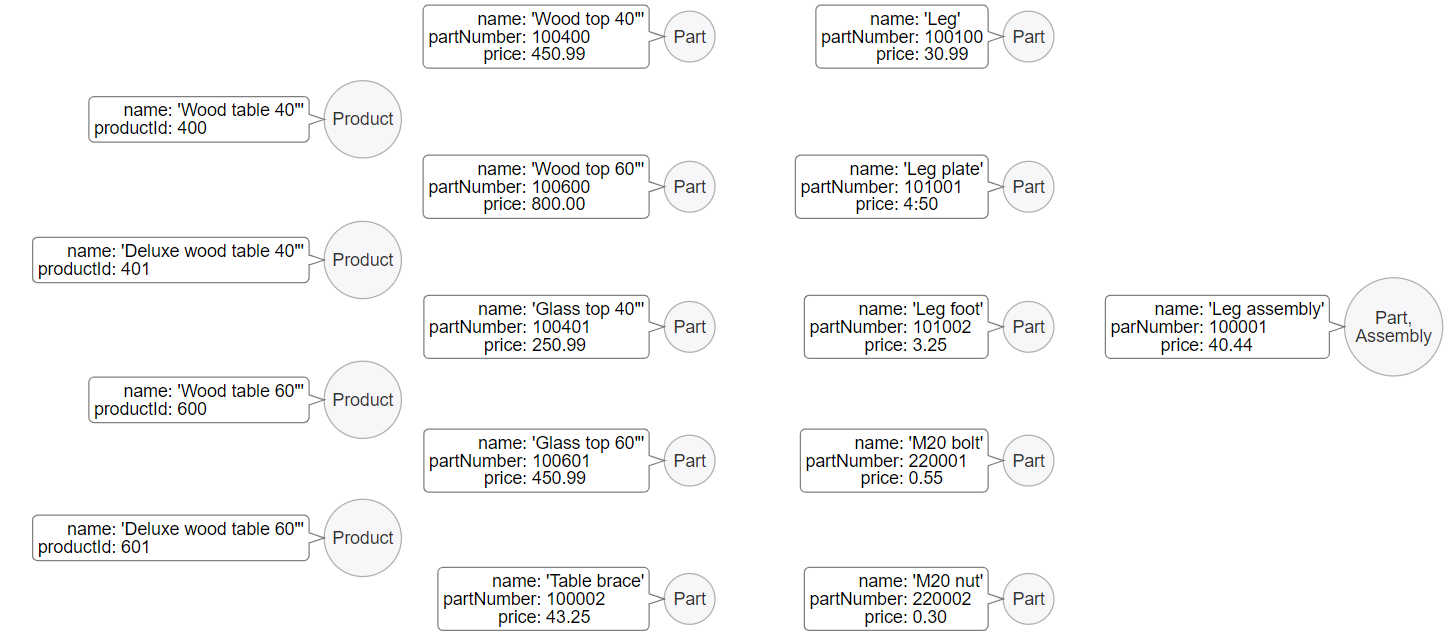 name: 'Wood table 40"'
productId: 400
Product
name: 'Deluxe wood table 40"'
productId: 401
Product
name: 'Wood table 60"'
productId: 600
Product
name: 'Deluxe wood table 60"'
productId: 601
Product
name: 'Wood top 40"'
partNumber: 100400
price: 450.99
Part
name: 'Wood top 60"'
partNumber: 100600
price: 800.00
Part
name: 'Glass top 40"'
partNumber: 100401
price: 250.99
Part
name: 'Glass top 60"'
partNumber: 100601
price: 450.99
Part
name: 'Table brace'
partNumber: 100002
price: 43.25
Part
name: 'Leg'
partNumber: 100100
price: 30.99
Part
name: 'Leg plate'
partNumber: 101001
price: 4:50
Part
name: 'Leg foot'
partNumber: 101002
price: 3.25
Part
name: 'M20 bolt'
partNumber: 220001
price: 0.55
Part
name: 'M20 nut'
partNumber: 220002
price: 0.30
Part
name: 'Leg assembly'
parNumber: 100001
price: 40.44
Part,
Assembly